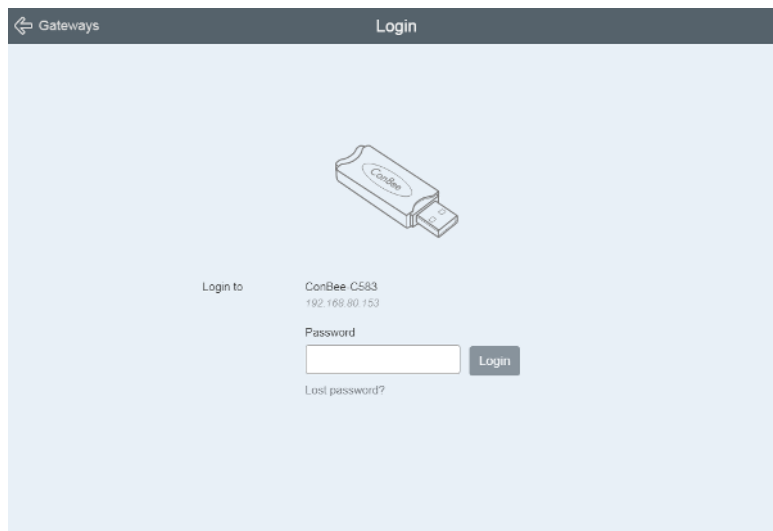 Gateways
Login
ConBee
Login to
ConBee-C583
192.168.80.153
Password
Login
Lost password?